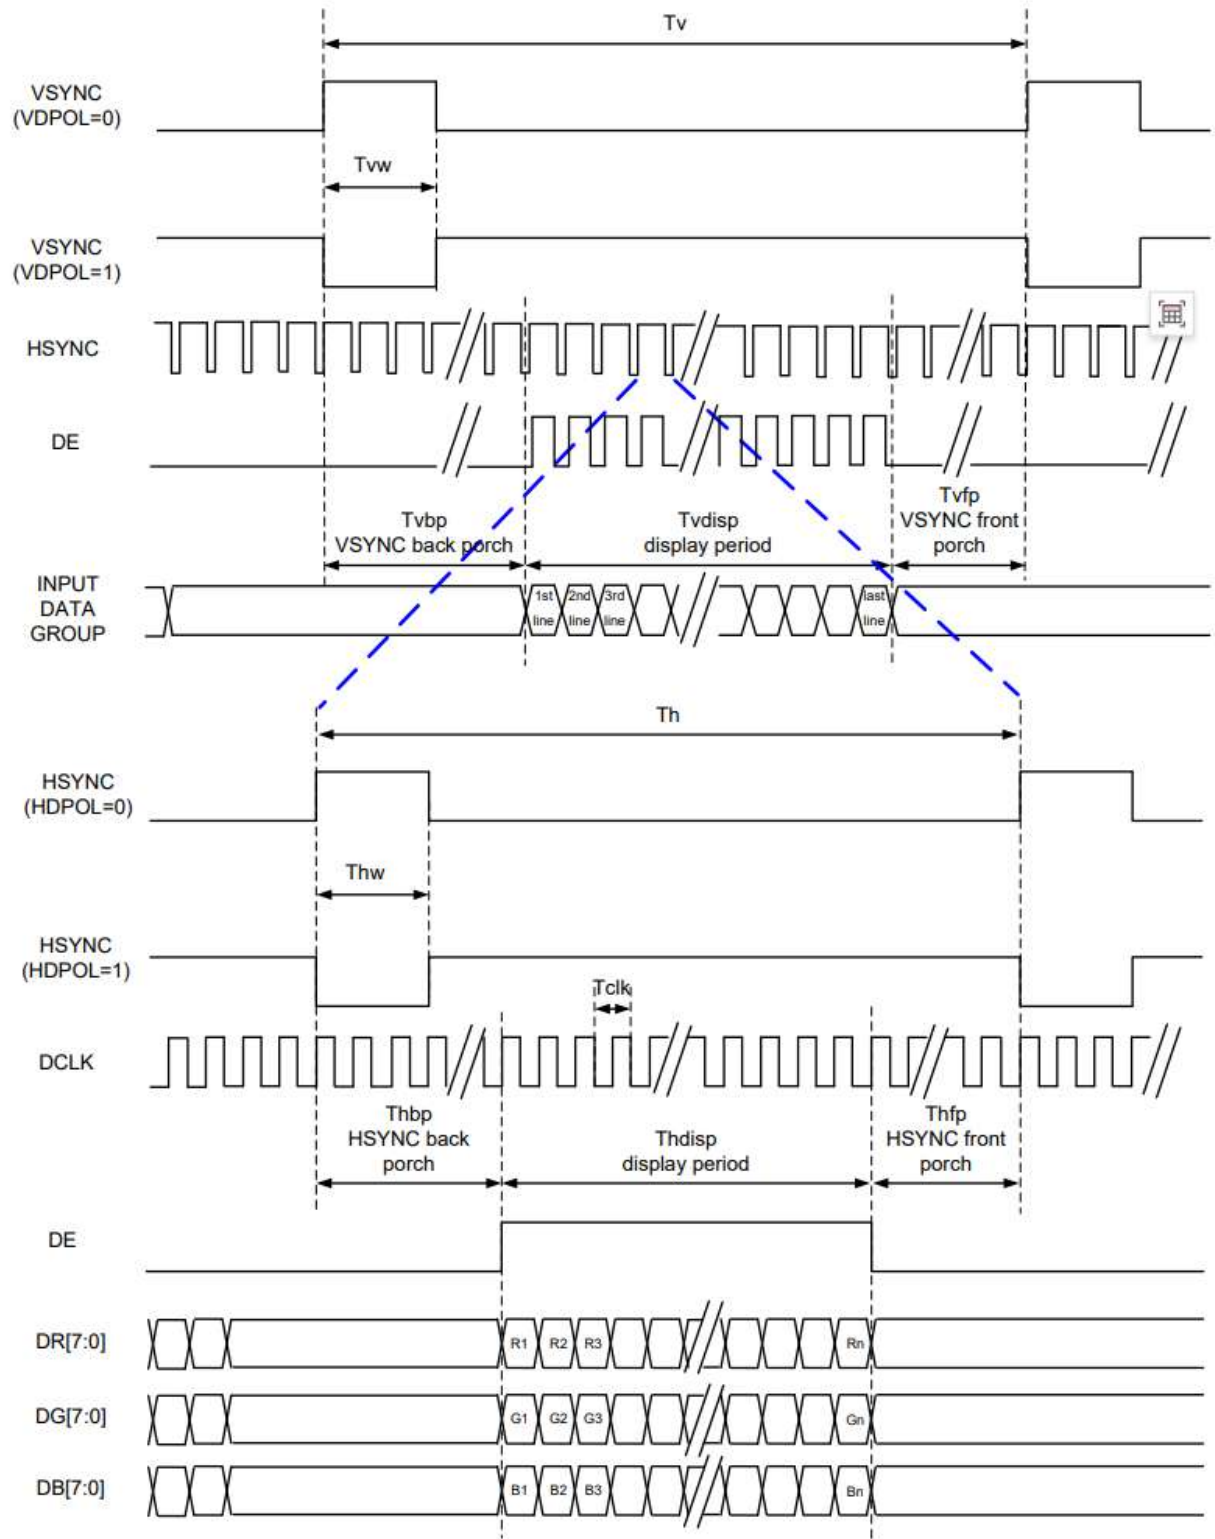 Tv
VSYNC
(VDPOL=0)
Tvw
VSYNC
(VDPOL=1)
HSYNC
DE
Tvbp
VSYNC back porch
Tvdisp
display period
Tvfp
VSYNC front
porch
INPUT
DATA
GROUP
1st
line
2nd
line
3rd
line
last
line
Th
HSYNC
(HDPOL=0)
Thw
HSYNC
(HDPOL=1)
Tclk
DCLK
Thbp
HSYNC back
porch
Thdisp
display period
Thfp
HSYNC front
porch
DE
DR[7:0]
R1 R2 R3 Rn
DG[7:0]
G1 G2 G3 Gn
DB[7:0]
B1 B2 B3 Bn